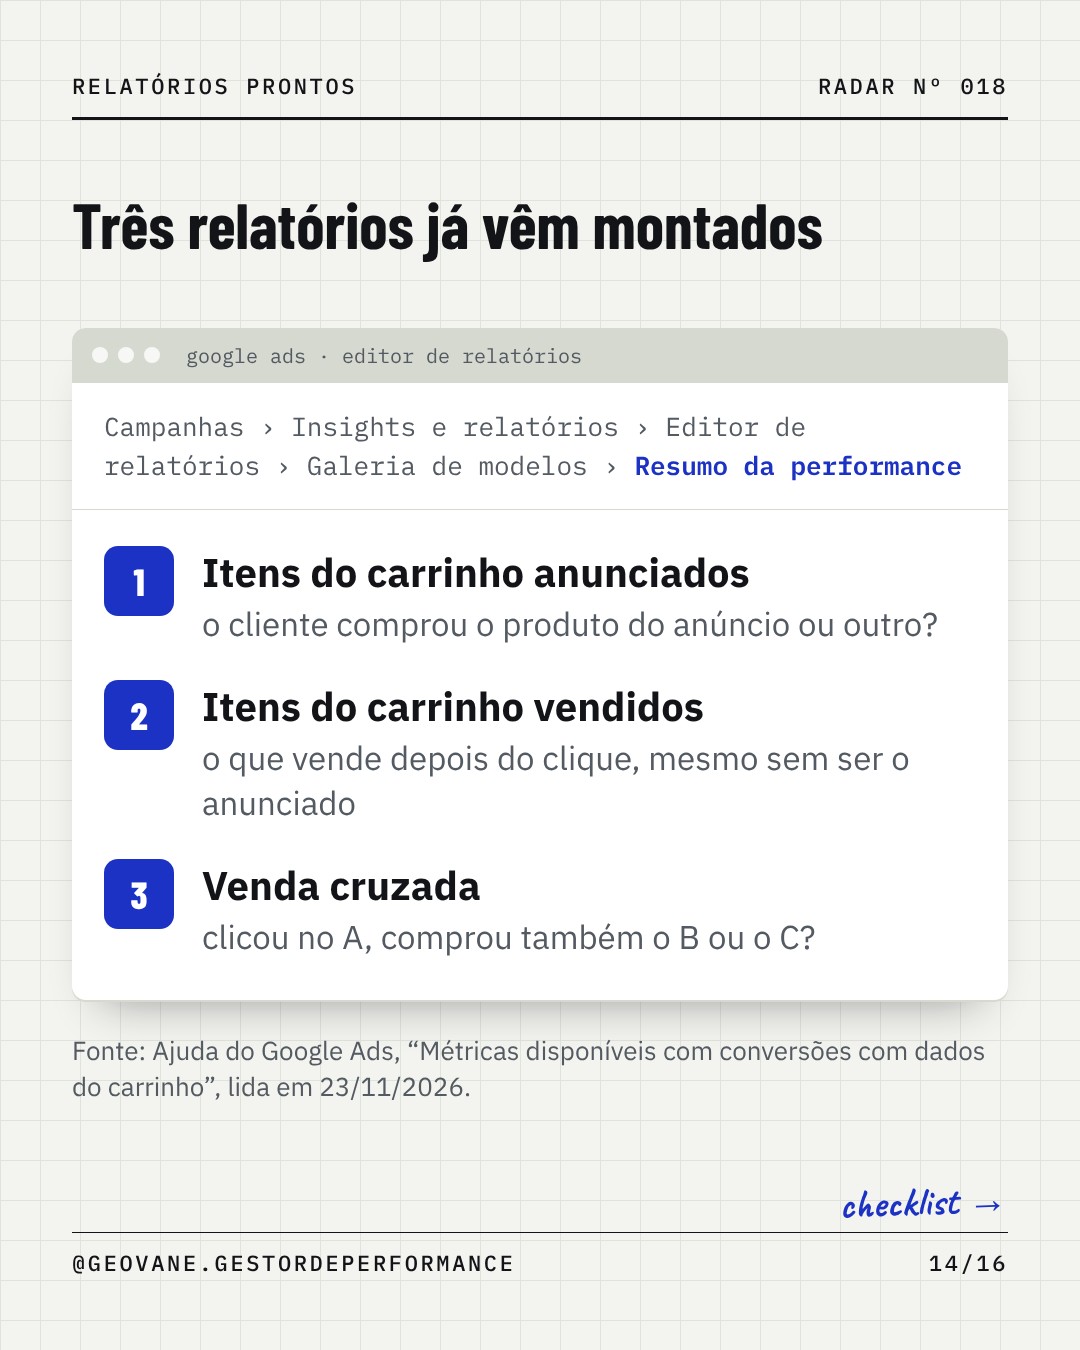 RELATÓRIOS PRONTOS
RADAR Nº 018
Três relatórios já vêm montados
google ads · editor de relatórios
Campanhas › Insights e relatórios › Editor de
relatórios › Galeria de modelos › Resumo da performance
1
Itens do carrinho anunciados
o cliente comprou o produto do anúncio ou outro?
2
Itens do carrinho vendidos
o que vende depois do clique, mesmo sem ser o
anunciado
3
Venda cruzada
clicou no A, comprou também o B ou o C?
Fonte: Ajuda do Google Ads, “Métricas disponíveis com conversões com dados
do carrinho”, lida em 23/11/2026.
checklist →
@GEOVANE.GESTORDEPERFORMANCE
14/16